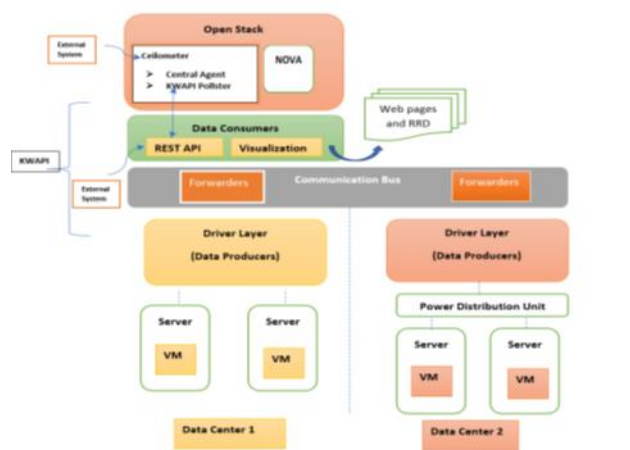 Open Stack
External
System
Ceilometer
Central Agent
KWAPI Pollster
NOVA
Web pages
and RRD
Data Consumers
REST API
Visualization
KWAPI
External
System
Forwarders
Communication Bus
Forwarders
Driver Layer
(Data Producers)
Driver Layer
(Data Producers)
Power Distribution Unit
Server
VM
Server
VM
Server
VM
Server
VM
Data Center 1
Data Center 2